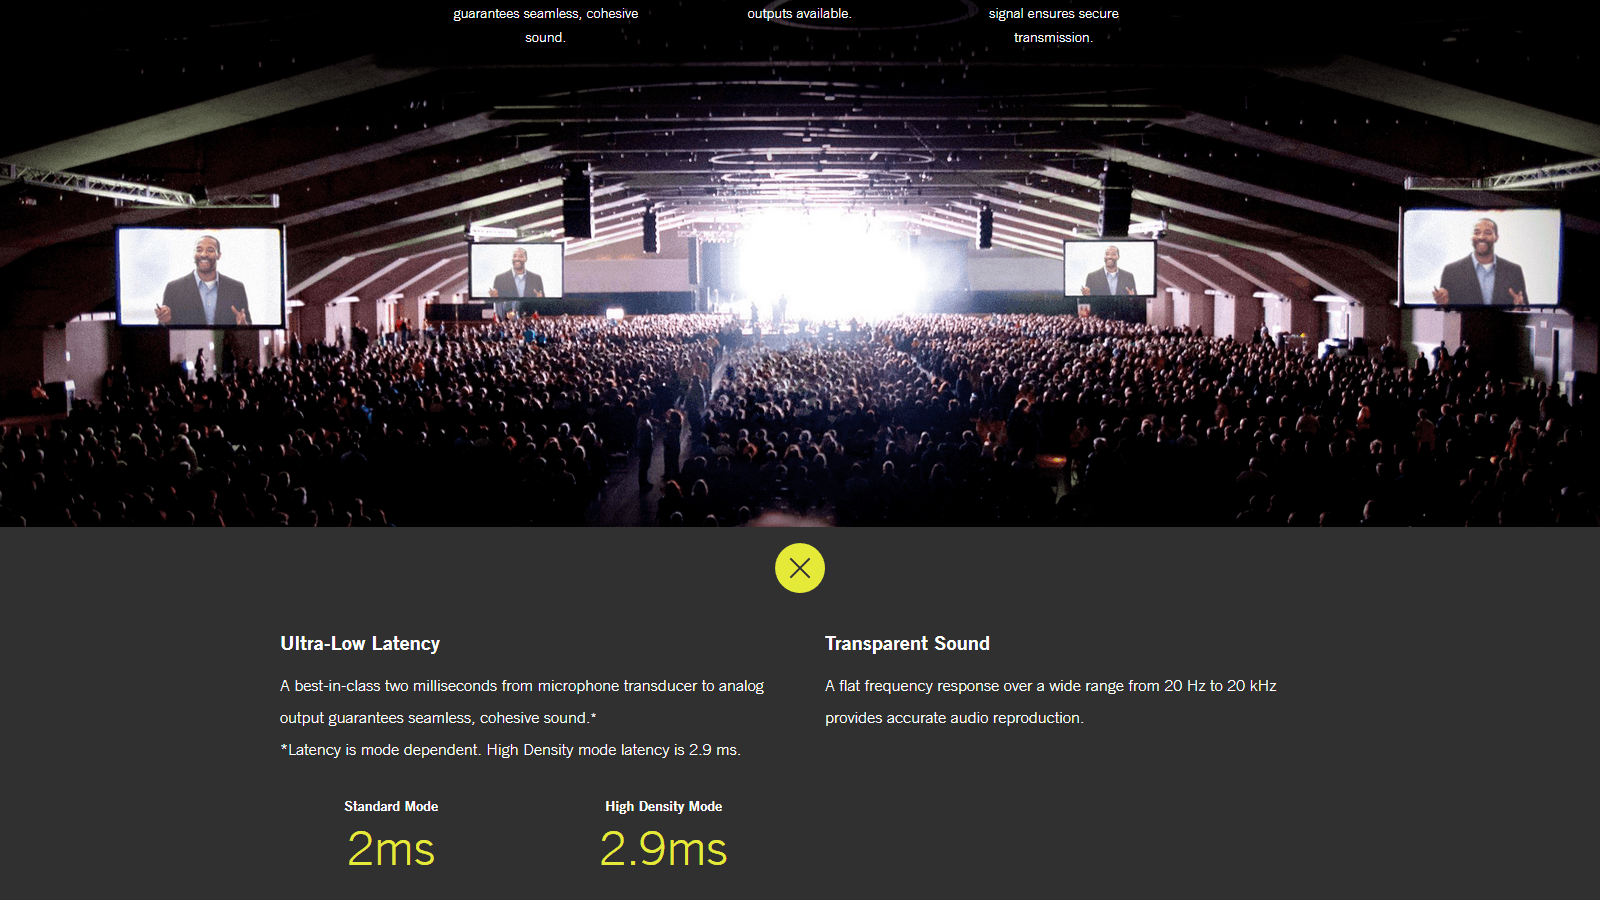 guarantees seamless, cohesive
sound.
outputs available.
signal ensures secure
transmission.
Ultra-Low Latency
A best-in-class two milliseconds from microphone transducer to analog
output guarantees seamless, cohesive sound.*
*Latency is mode dependent. High Density mode latency is 2.9 ms.
Standard Mode
2ms
High Density Mode
2.9ms
Transparent Sound
A flat frequency response over a wide range from 20 Hz to 20 kHz
provides accurate audio reproduction.